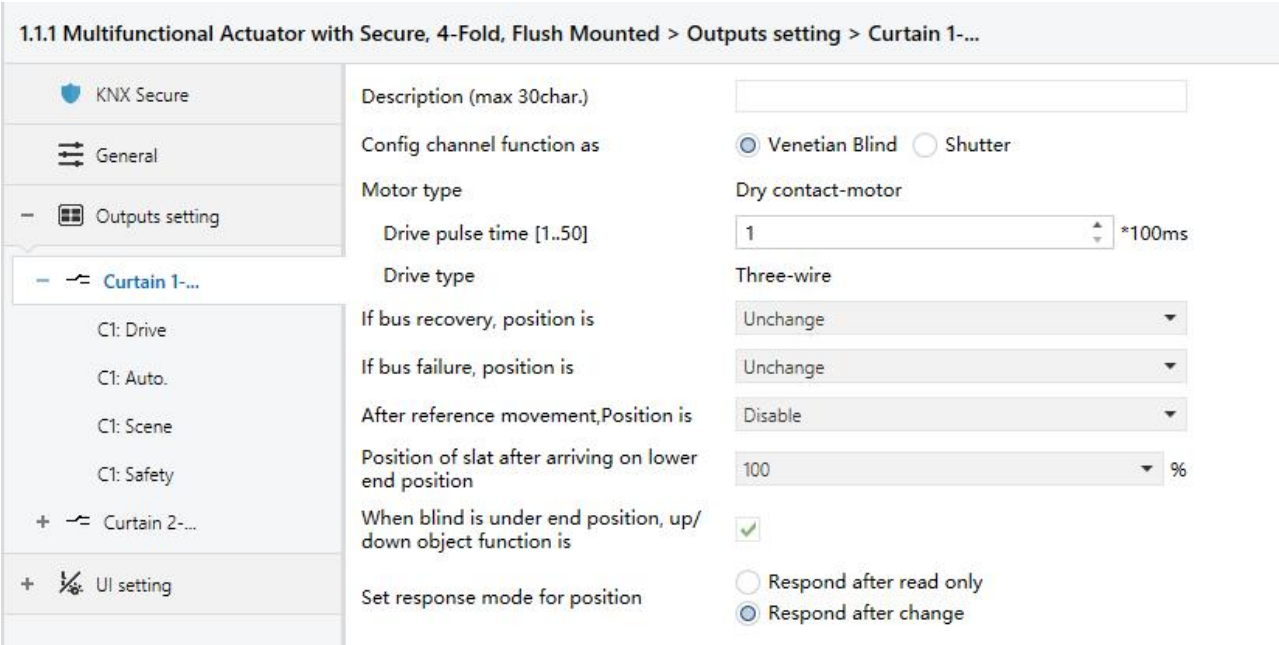 1.1.1 Multifunctional Actuator with Secure, 4-Fold, Flush Mounted > Outputs setting > Curtain 1-...
KNX Secure
General
Outputs setting
Curtain 1-...
C1: Drive
C1: Auto.
C1: Scene
C1: Safety
Curtain 2-...
UI setting
Description (max 30char.)
Config channel function as
Venetian Blind
Shutter
Motor type
Dry contact-motor
Drive pulse time [1..50]
1
*100ms
Drive type
Three-wire
If bus recovery, position is
Unchange
If bus failure, position is
Unchange
After reference movement,Position is
Disable
Position of slat after arriving on lower
end position
100
%
When blind is under end position, up/
down object function is
Set response mode for position
Respond after read only
Respond after change